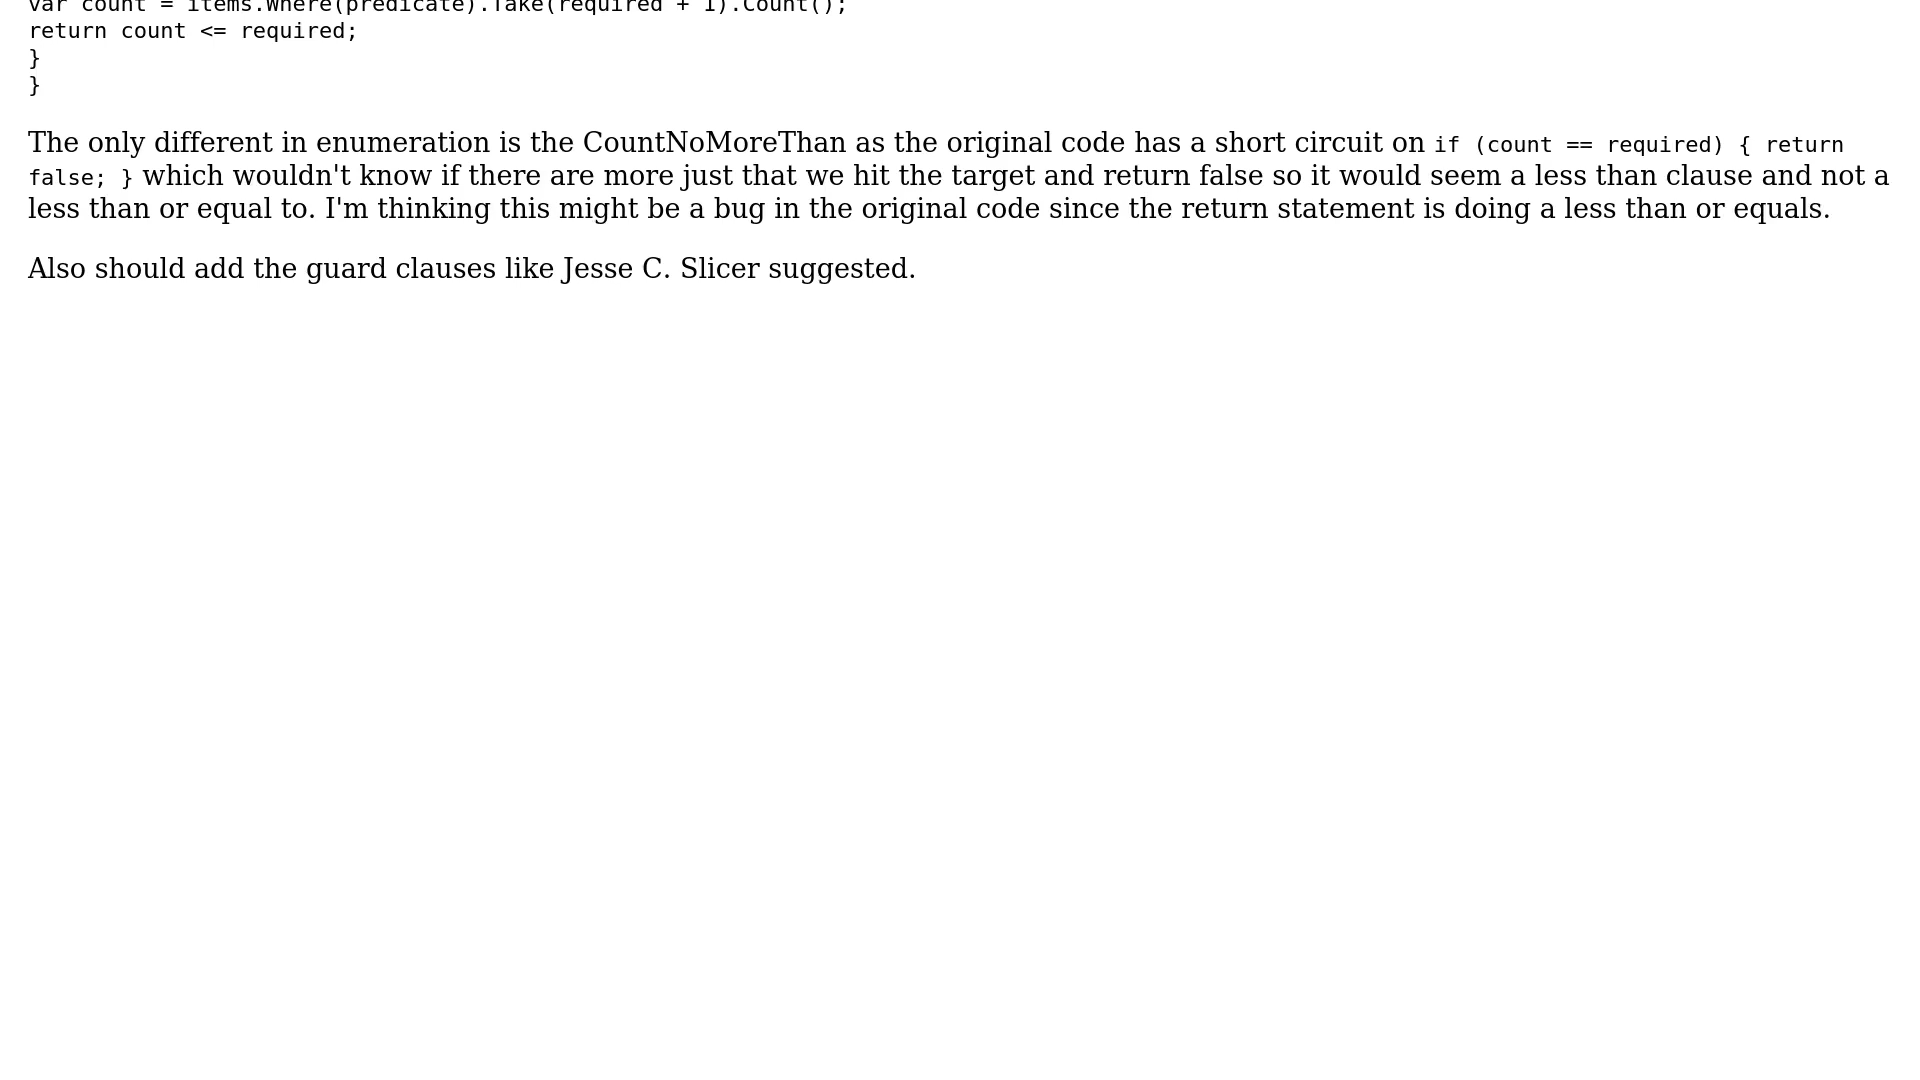 var count = items.Where(predicate).Take(required + 1).Count();
return count <= required;
}
}
The only different in enumeration is the CountNoMoreThan as the original code has a short circuit on if (count == required) { return
false; } which wouldn't know if there are more just that we hit the target and return false so it would seem a less than clause and not a
less than or equal to. I'm thinking this might be a bug in the original code since the return statement is doing a less than or equals.
Also should add the guard clauses like Jesse C. Slicer suggested.